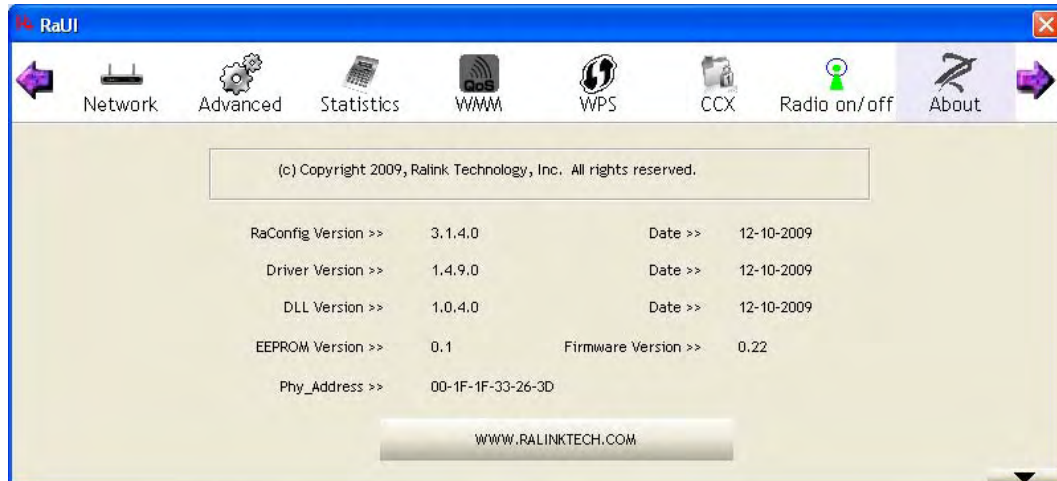 RaUI
Network Advanced Statistics QoS WMM WPS CCX Radio on/off About
(c) Copyright 2009, Ralink Technology, Inc. All rights reserved.
RaConfig Version >> 3.1.4.0 Date >> 12-10-2009
Driver Version >> 1.4.9.0 Date >> 12-10-2009
DLL Version >> 1.0.4.0 Date >> 12-10-2009
EEPROM Version >> 0.1 Firmware Version >> 0.22
Phy_Address >> 00-1F-1F-33-26-3D
WWW.RALINKTECH.COM